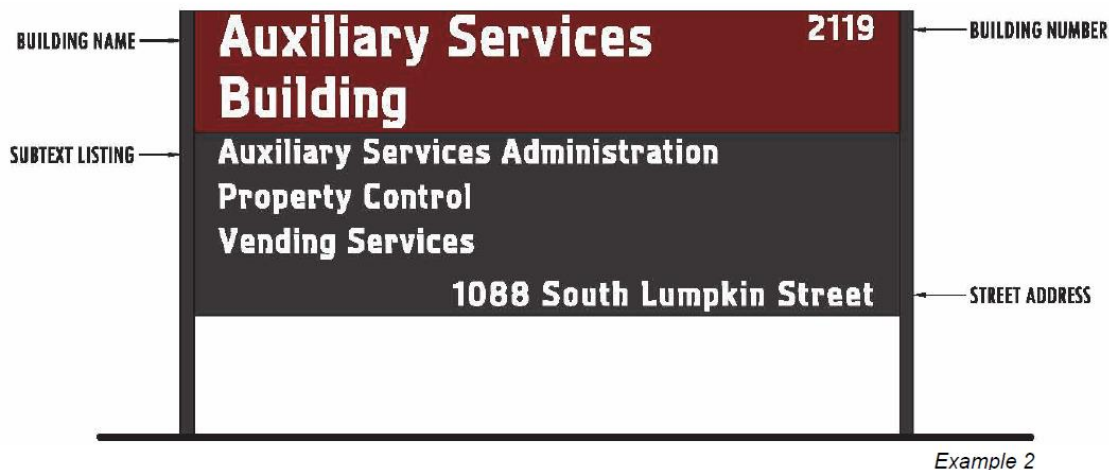 BUILDING NAME
Auxiliary Services
Building
2119
BUILDING NUMBER
SUBTEXT LISTING
Auxiliary Services Administration
Property Control
Vending Services
1088 South Lumpkin Street
STREET ADDRESS
Example 2